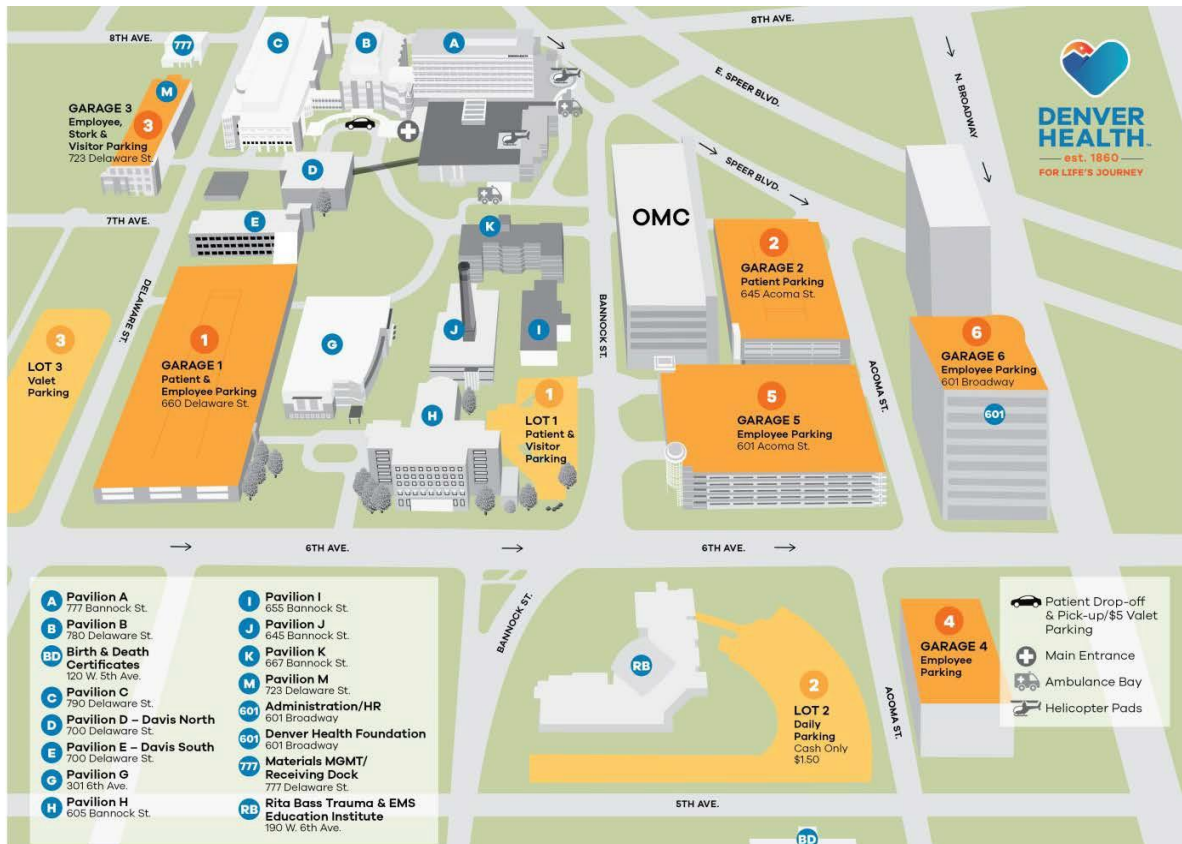 8TH AVE.
777
C
B
A
8TH AVE.
E. SPEER BLVD.
N. BROADWAY
DENVER
HEALTH™
est. 1860
FOR LIFE'S JOURNEY
M
3
GARAGE 3
Employee,
Stork &
Visitor Parking
723 Delaware St.
D
SPEER BLVD.
7TH AVE.
E
K
OMC
2
GARAGE 2
Patient Parking
645 Acoma St.
DELAWARE ST.
BANNOCK ST.
ACOMA ST.
3
LOT 3
Valet
Parking
1
GARAGE 1
Patient &
Employee Parking
660 Delaware St.
G
J
I
H
1
LOT 1
Patient &
Visitor
Parking
5
GARAGE 5
Employee Parking
601 Acoma St.
6
GARAGE 6
Employee Parking
601 Broadway
601
6TH AVE.
6TH AVE.
A
Pavilion A
777 Bannock St.
B
Pavilion B
780 Delaware St.
BD
Birth & Death
Certificates
120 W. 5th Ave.
C
Pavilion C
790 Delaware St.
D
Pavilion D – Davis North
700 Delaware St.
E
Pavilion E – Davis South
700 Delaware St.
G
Pavilion G
301 6th Ave.
H
Pavilion H
605 Bannock St.
I
Pavilion I
655 Bannock St.
J
Pavilion J
645 Bannock St.
K
Pavilion K
667 Bannock St.
M
Pavilion M
723 Delaware St.
601
Administration/HR
601 Broadway
601
Denver Health Foundation
601 Broadway
777
Materials MGMT/
Receiving Dock
777 Delaware St.
RB
Rita Bass Trauma & EMS
Education Institute
190 W. 6th Ave.
BANNOCK ST.
RB
2
LOT 2
Daily
Parking
Cash Only
$1.50
ACOMA ST.
4
GARAGE 4
Employee
Parking
Patient Drop-off
& Pick-up/$5 Valet
Parking
Main Entrance
Ambulance Bay
Helicopter Pads
5TH AVE.
BD